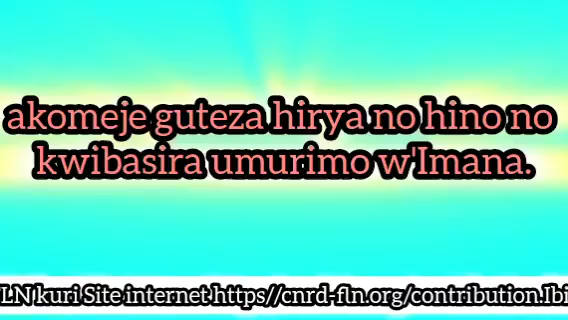 akomeje guteza hirya no hino no
kwibasira umurimo w'Imana.
LN kuri Site internet https//cnrd-fln.org/contribution.Ibi